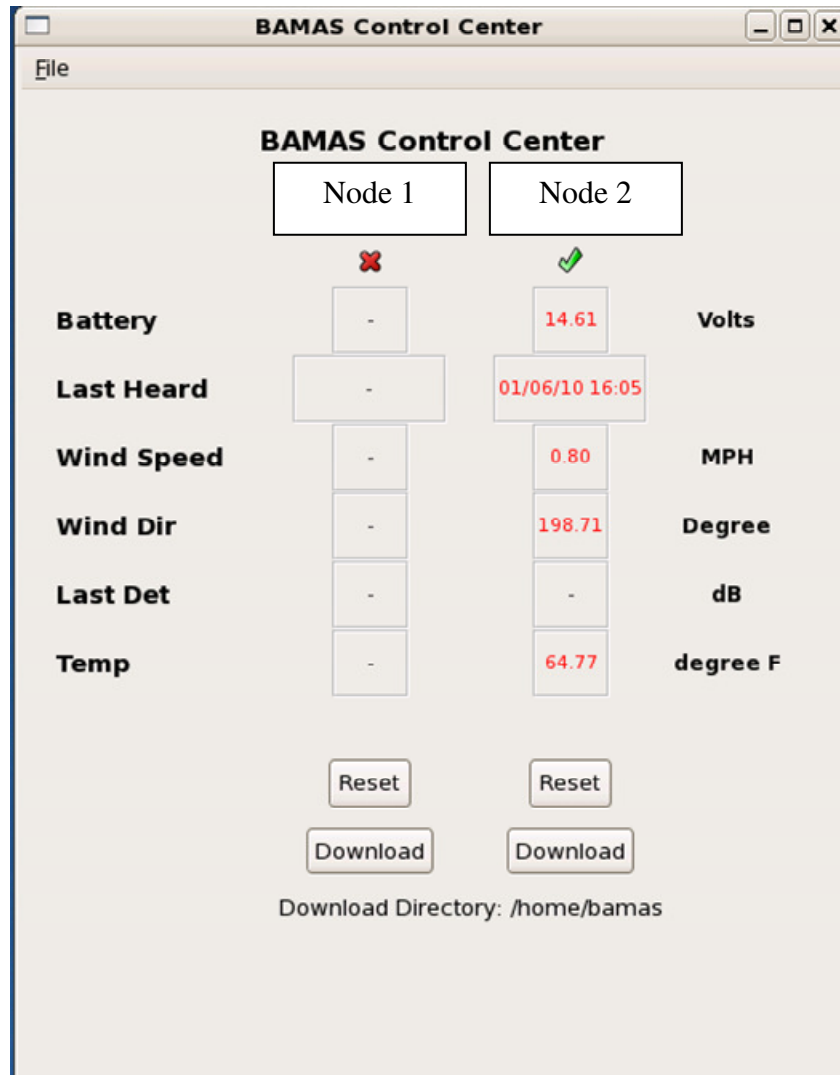 BAMAS Control Center
File
BAMAS Control Center
Node 1 Node 2
Battery - 14.61 Volts
Last Heard - 01/06/10 16:05
Wind Speed - 0.80 MPH
Wind Dir - 198.71 Degree
Last Det - - dB
Temp - 64.77 degree F
Reset Reset
Download Download
Download Directory: /home/bamas